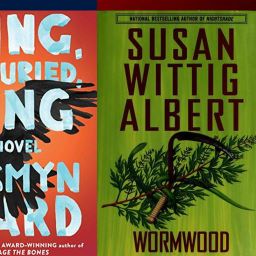 ING,
URIED,
NG
NOVEL
SMYN
ARD
AWARD-WINNING author of
AGE THE BONES
NATIONAL BESTSELLING AUTHOR OF NIGHTSHADE
SUSAN
WITTIG
ALBERT
WORMWOOD